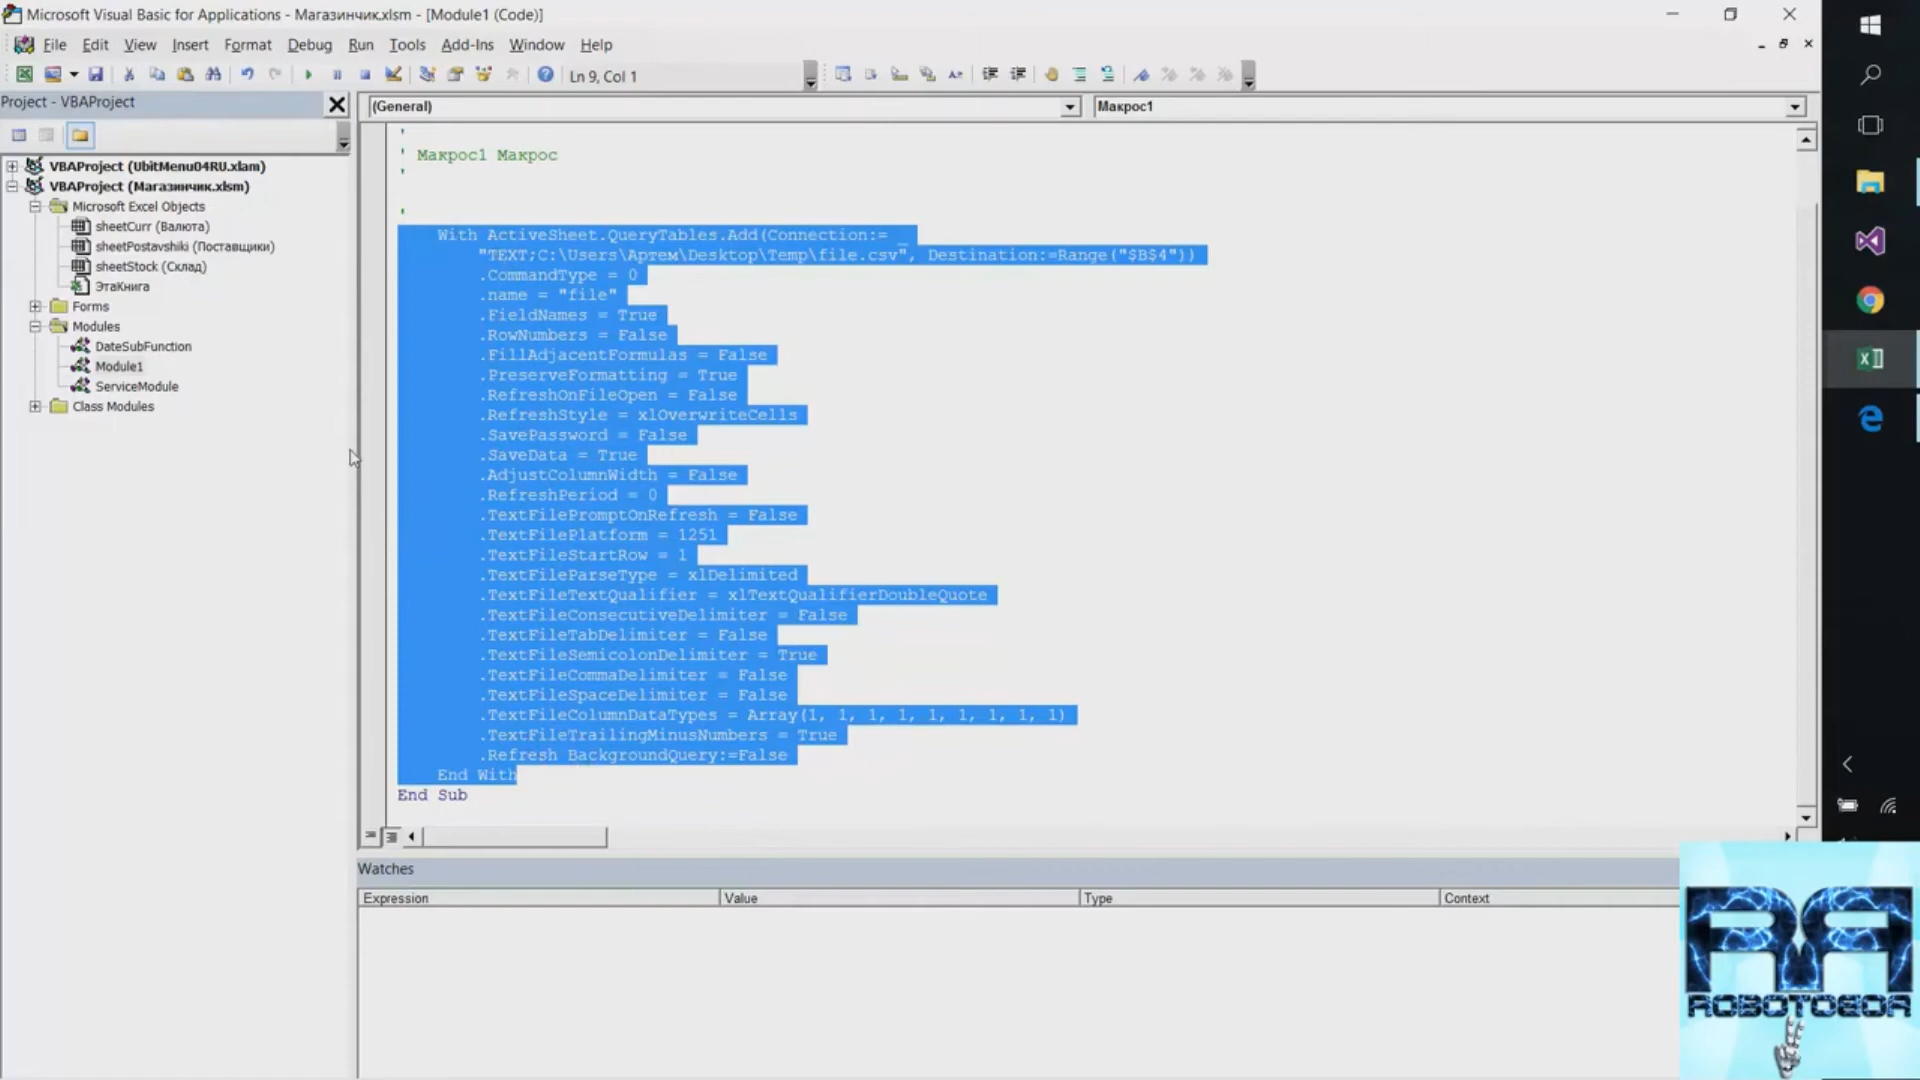 Microsoft Visual Basic for Applications - Магазинчик.xlsm - [Module1 (Code)]
File Edit View Insert Format Debug Run Tools Add-Ins Window Help
Ln 9, Col 1
Project - VBAProject
(General)
Макрос1
VBAProject (UbitMenu04RU.xlam)
VBAProject (Магазинчик.xlsm)
Microsoft Excel Objects
sheetCurr (Валюта)
sheetPostavshiki (Поставщики)
sheetStock (Склад)
ЭтаКнига
Forms
Modules
DateSubFunction
Module1
ServiceModule
Class Modules
'
' Макрос1 Макрос
'
'
With ActiveSheet.QueryTables.Add(Connection:= _
"TEXT;C:\Users\Артем\Desktop\Temp\file.csv", Destination:=Range("$B$4"))
.CommandType = 0
.name = "file"
.FieldNames = True
.RowNumbers = False
.FillAdjacentFormulas = False
.PreserveFormatting = True
.RefreshOnFileOpen = False
.RefreshStyle = xlOverwriteCells
.SavePassword = False
.SaveData = True
.AdjustColumnWidth = False
.RefreshPeriod = 0
.TextFilePromptOnRefresh = False
.TextFilePlatform = 1251
.TextFileStartRow = 1
.TextFileParseType = xlDelimited
.TextFileTextQualifier = xlTextQualifierDoubleQuote
.TextFileConsecutiveDelimiter = False
.TextFileTabDelimiter = False
.TextFileSemicolonDelimiter = True
.TextFileCommaDelimiter = False
.TextFileSpaceDelimiter = False
.TextFileColumnDataTypes = Array(1, 1, 1, 1, 1, 1, 1, 1, 1)
.TextFileTrailingMinusNumbers = True
.Refresh BackgroundQuery:=False
End With
End Sub
Watches
Expression Value Type Context